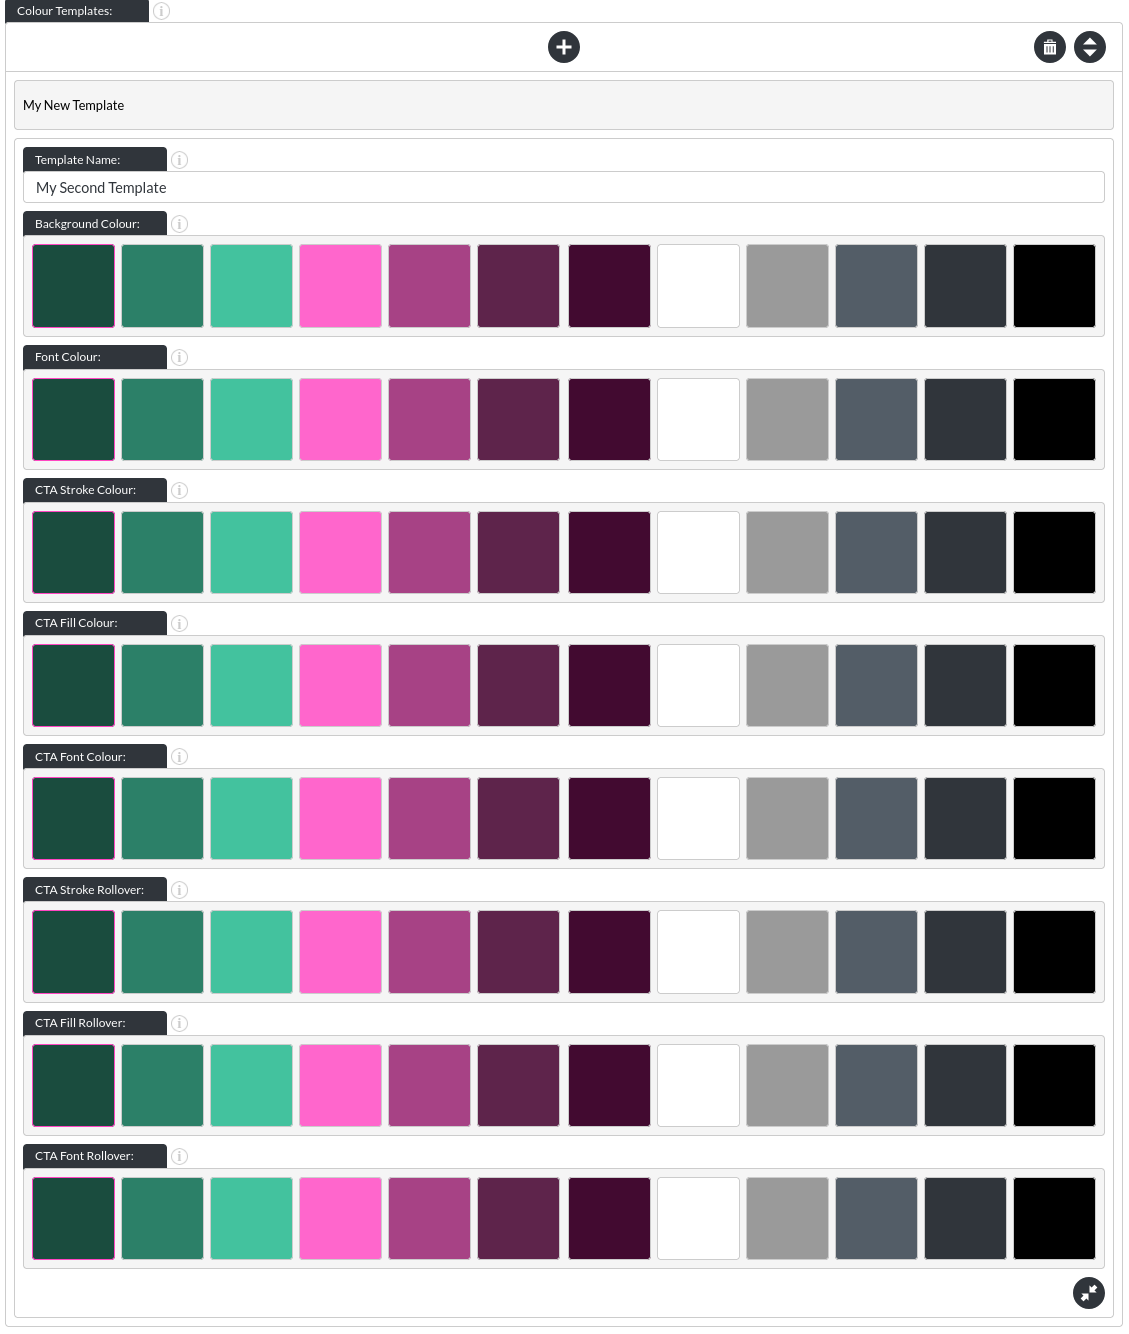 Colour Templates:
My New Template
Template Name:
My Second Template
Background Colour:
Font Colour:
CTA Stroke Colour:
CTA Fill Colour:
CTA Font Colour:
CTA Stroke Rollover:
CTA Fill Rollover:
CTA Font Rollover: